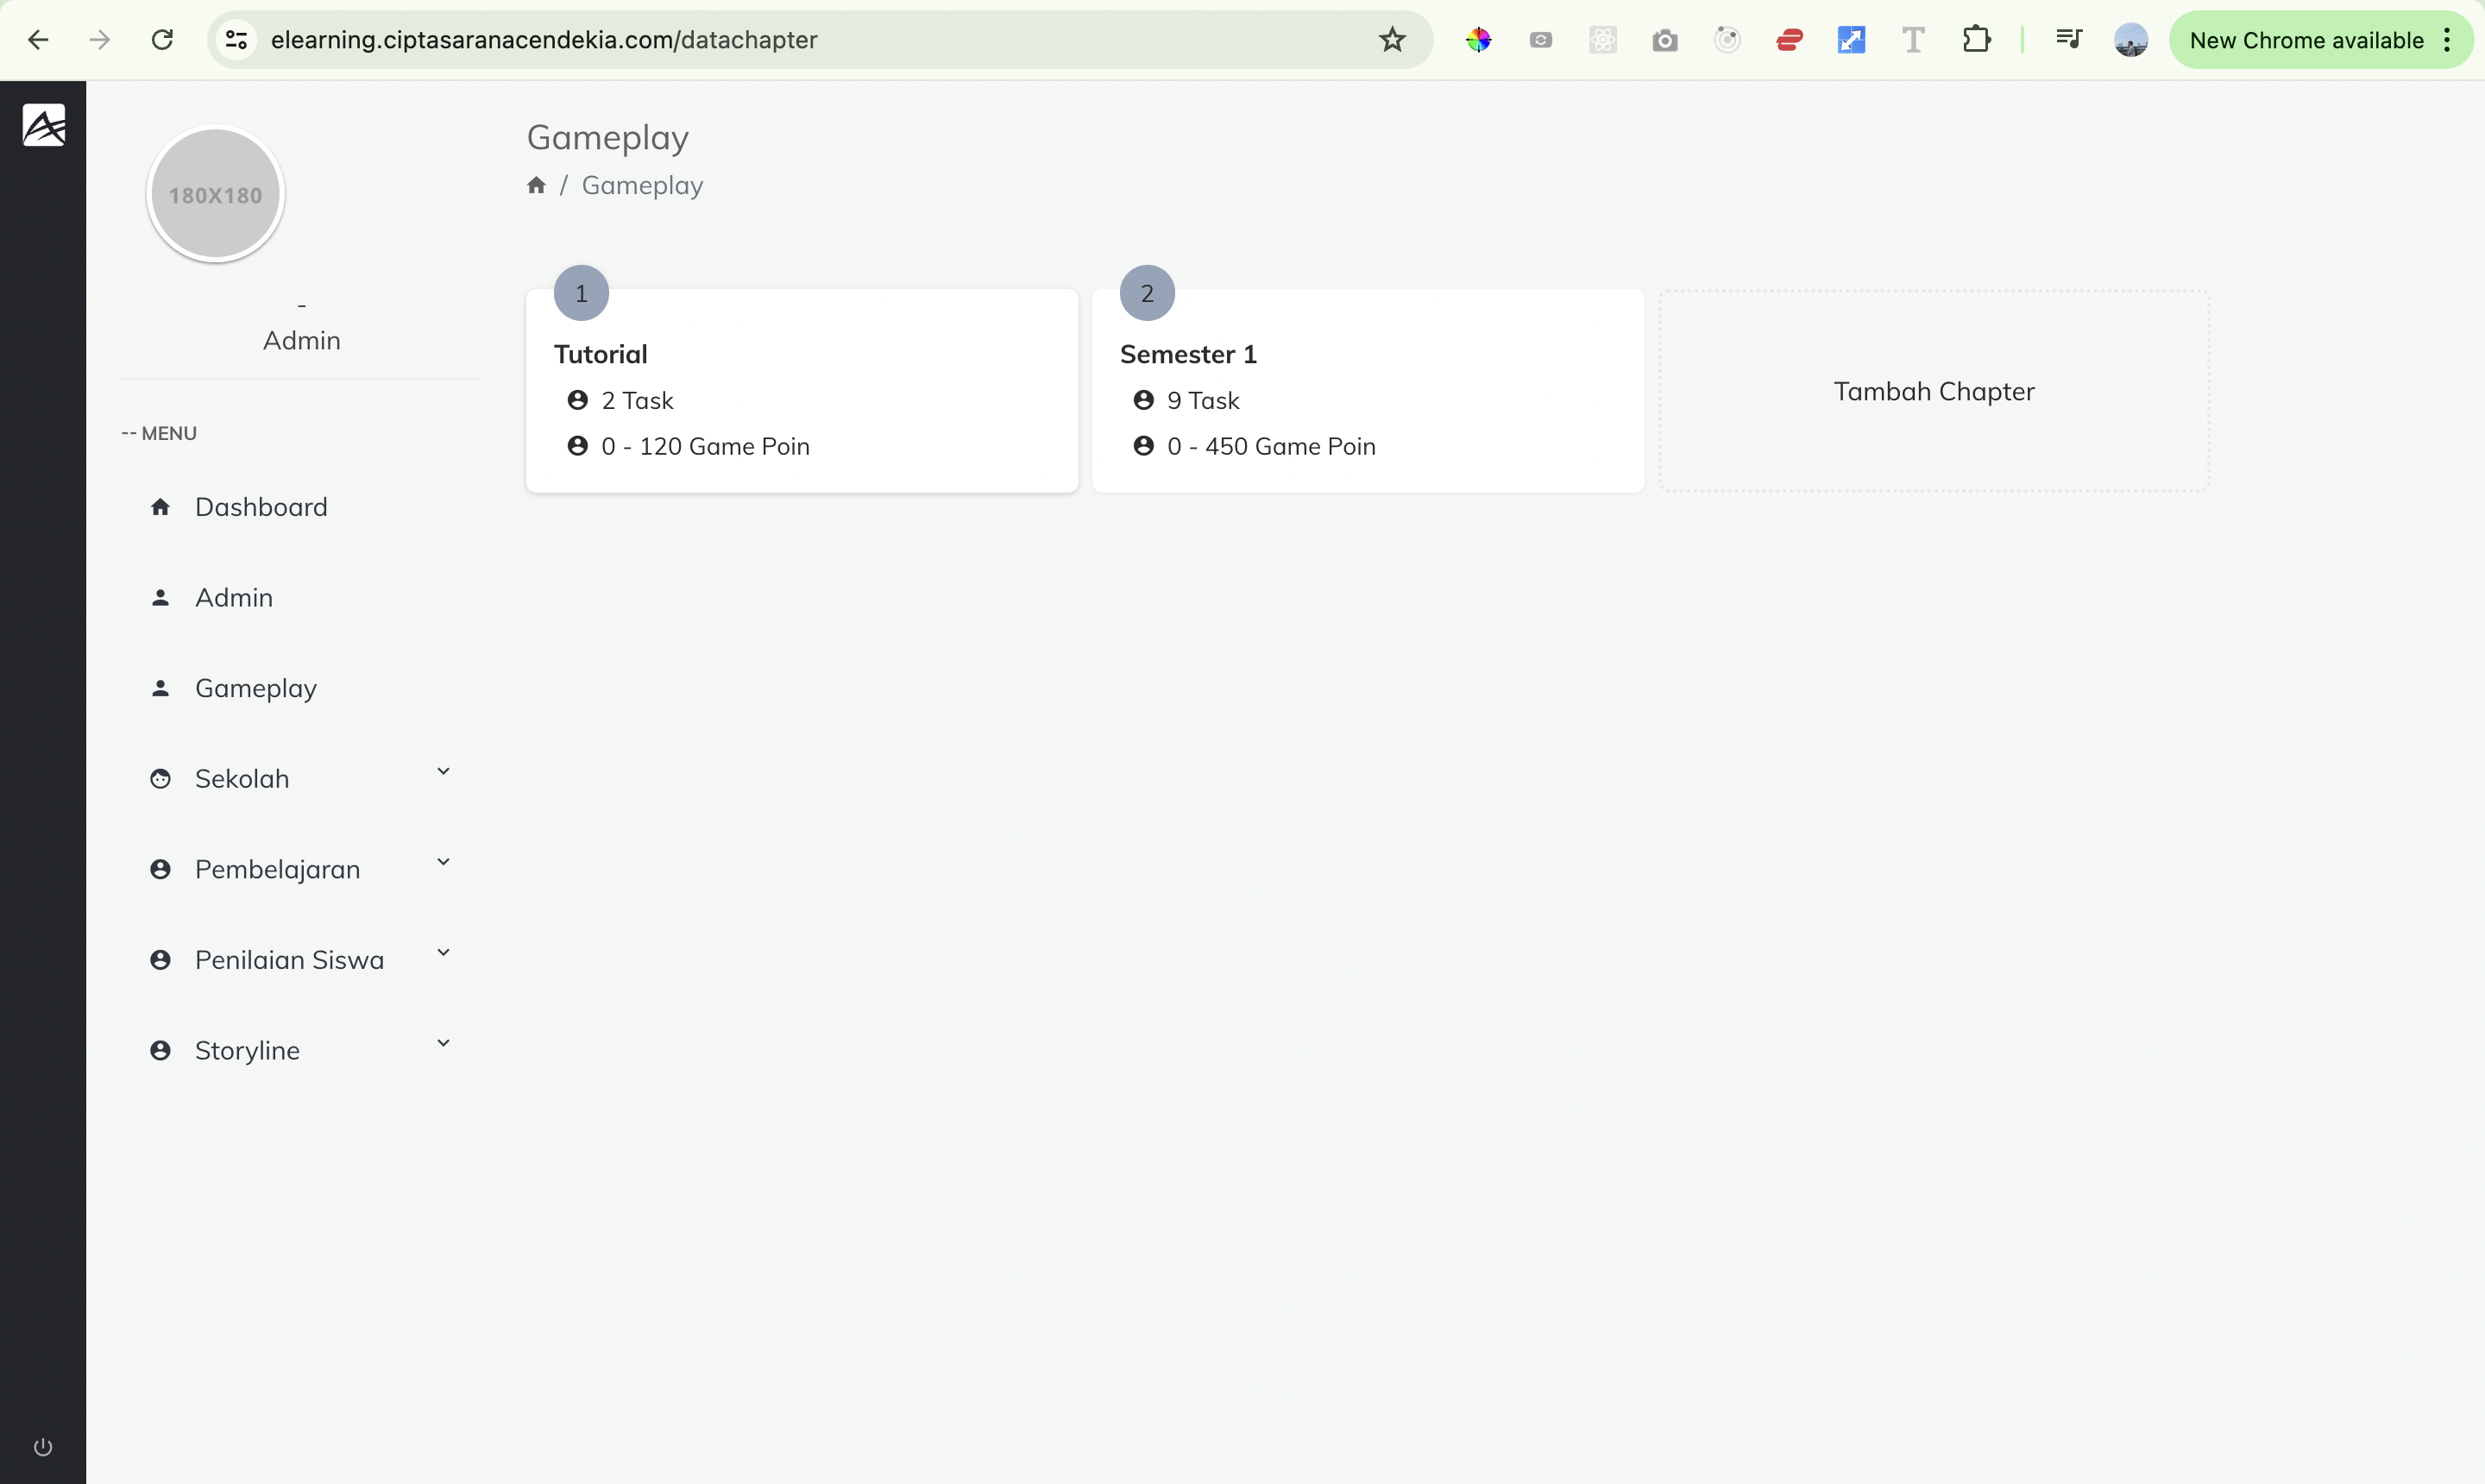 elearning.ciptasaranacendekia.com/datachapter
New Chrome available
180X180
-
Admin
-- MENU
Dashboard
Admin
Gameplay
Sekolah
Pembelajaran
Penilaian Siswa
Storyline
Gameplay
/ Gameplay
1
Tutorial
2 Task
0 - 120 Game Poin
2
Semester 1
9 Task
0 - 450 Game Poin
Tambah Chapter